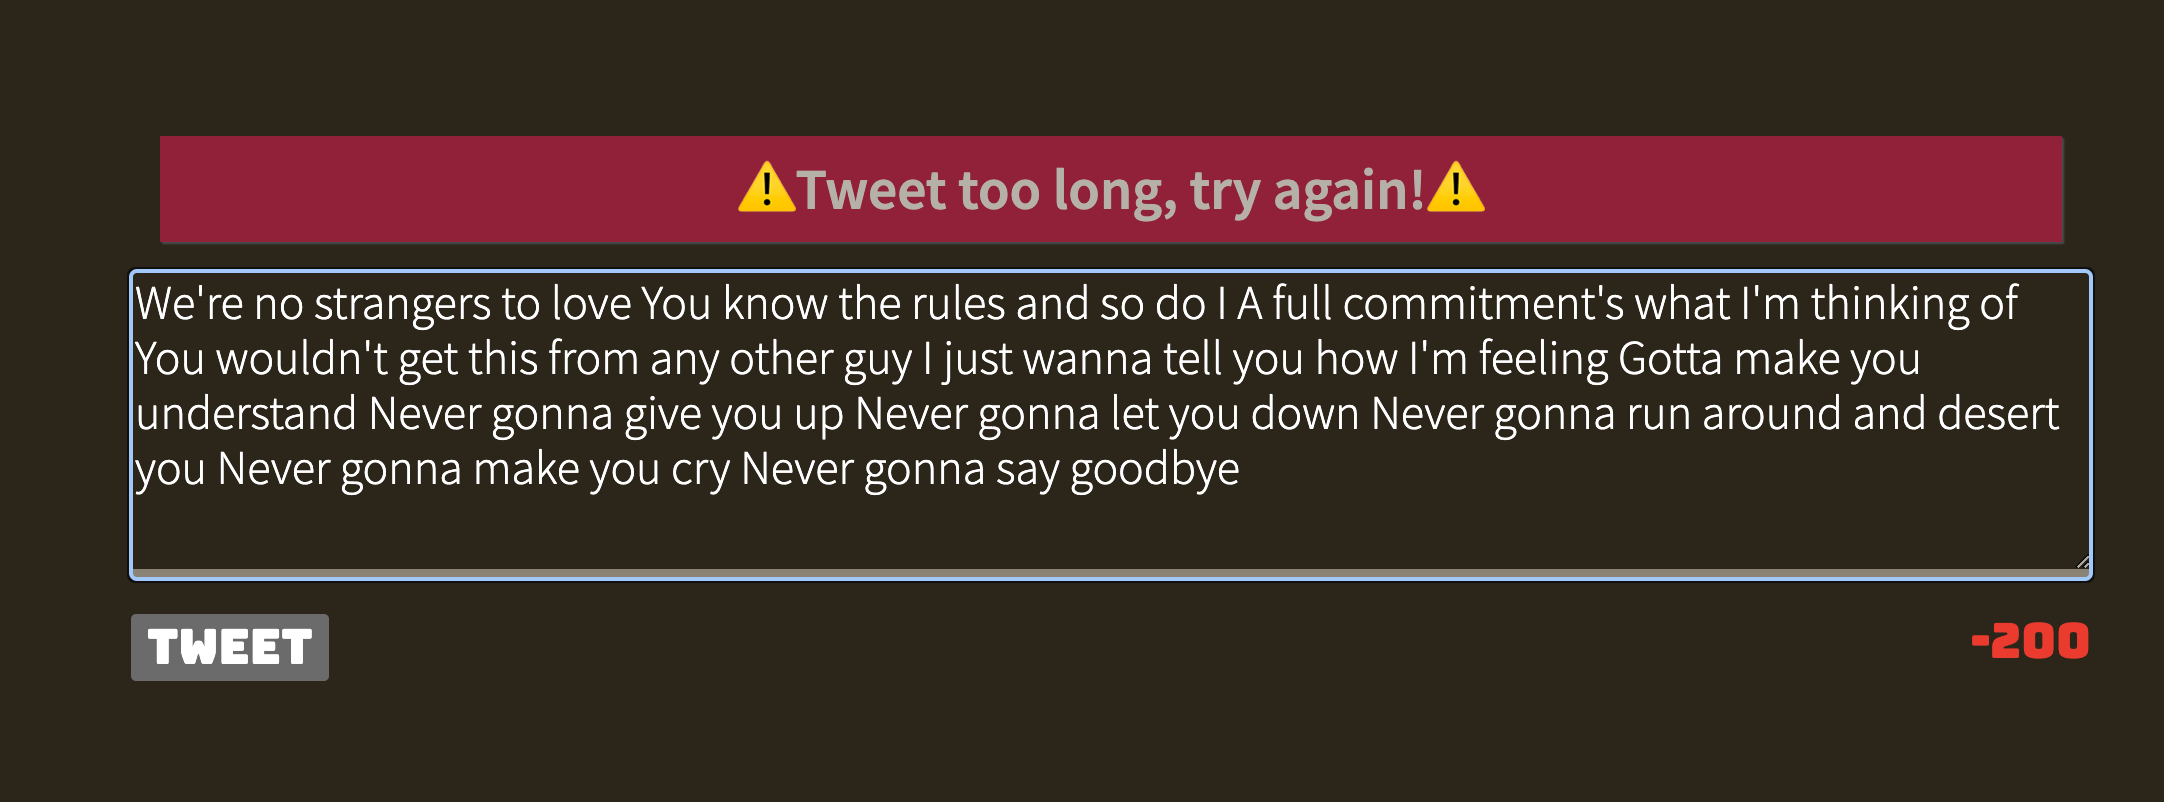 ⚠️Tweet too long, try again!⚠️
We're no strangers to love You know the rules and so do I A full commitment's what I'm thinking of
You wouldn't get this from any other guy I just wanna tell you how I'm feeling Gotta make you
understand Never gonna give you up Never gonna let you down Never gonna run around and desert
you Never gonna make you cry Never gonna say goodbye
TWEET
-200